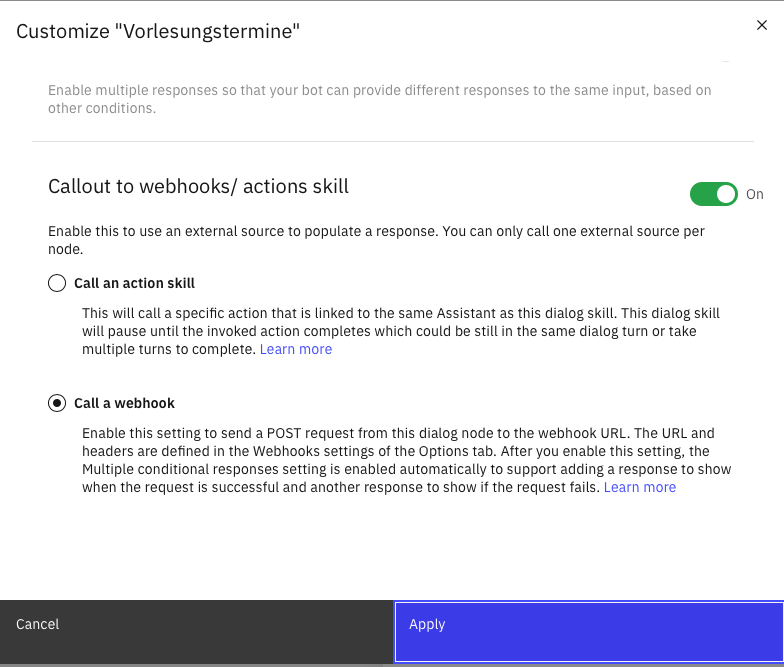 Customize "Vorlesungstermine"
Enable multiple responses so that your bot can provide different responses to the same input, based on
other conditions.
Callout to webhooks/ actions skill
On
Enable this to use an external source to populate a response. You can only call one external source per
node.
Call an action skill
This will call a specific action that is linked to the same Assistant as this dialog skill. This dialog skill
will pause until the invoked action completes which could be still in the same dialog turn or take
multiple turns to complete. Learn more
Call a webhook
Enable this setting to send a POST request from this dialog node to the webhook URL. The URL and
headers are defined in the Webhooks settings of the Options tab. After you enable this setting, the
Multiple conditional responses setting is enabled automatically to support adding a response to show
when the request is successful and another response to show if the request fails. Learn more
Cancel
Apply